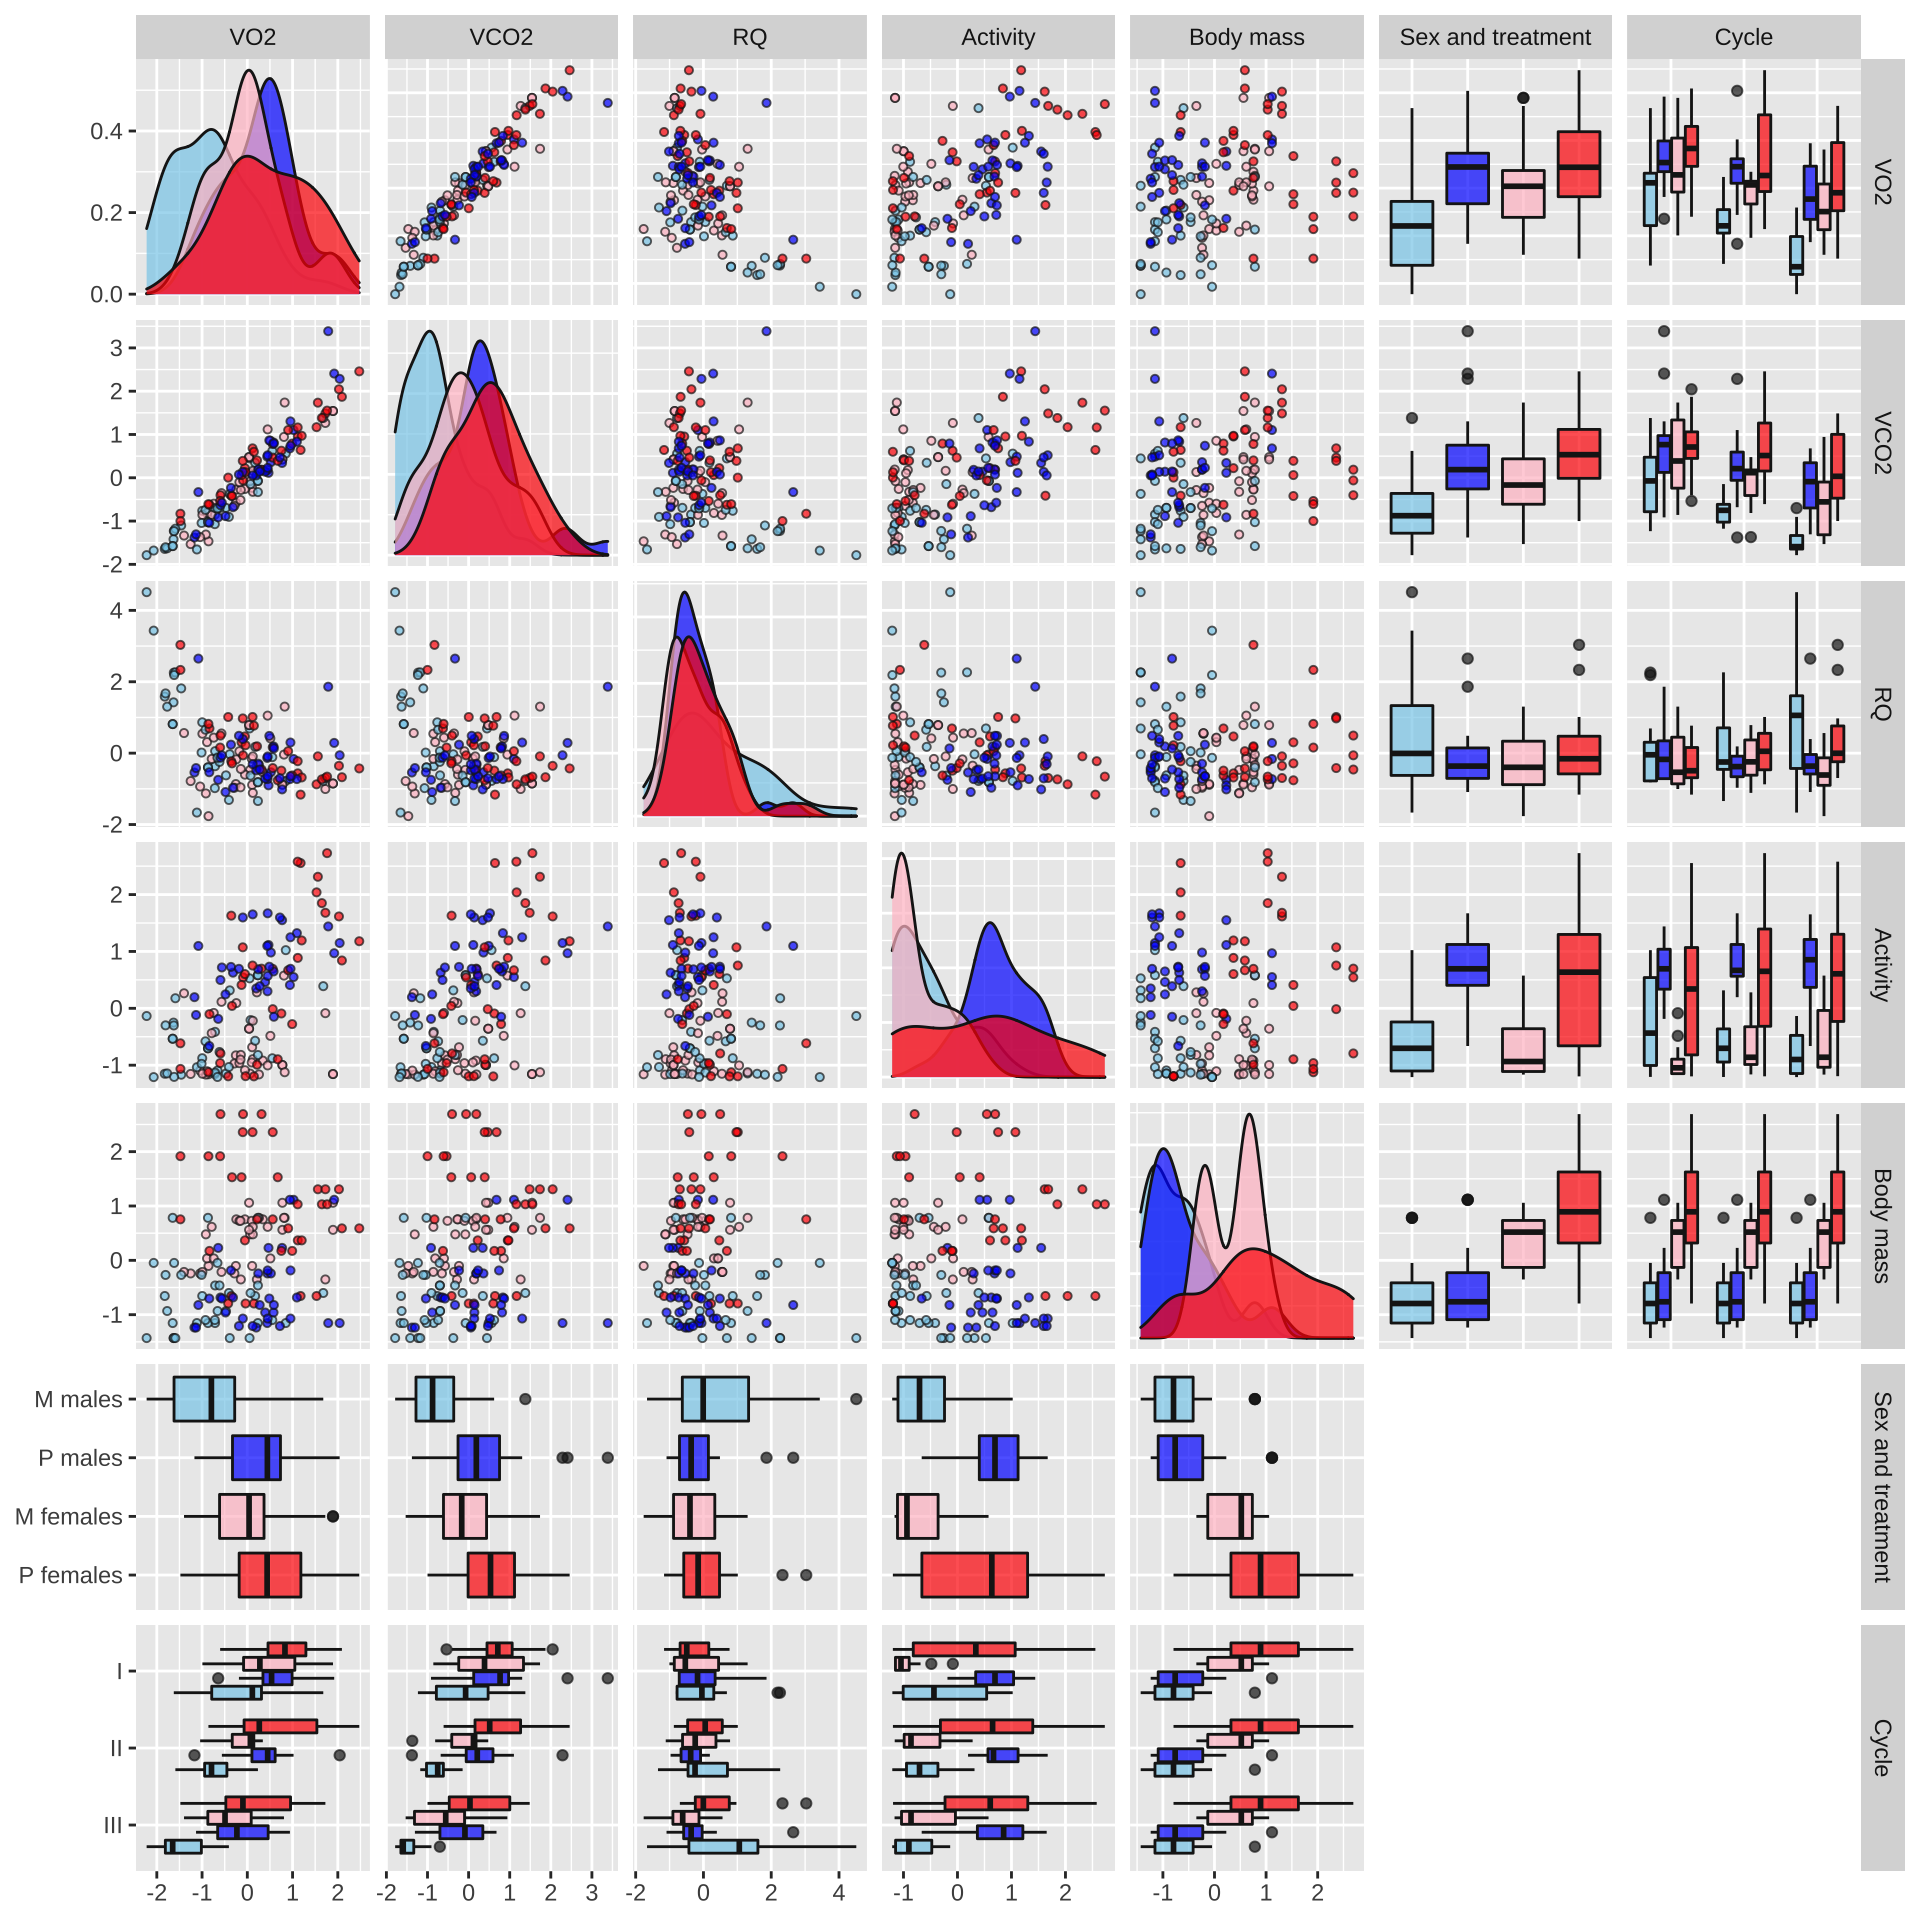 VO2 VCO2 RQ Activity Body mass Sex and treatment Cycle
0.4
0.2
0.0
VO2
3
2
1
0
-1
-2
VCO2
4
2
0
-2
RQ
2
1
0
-1
Activity
2
1
0
-1
Body mass
M males
P males
M females
P females
Sex and treatment
I
II
III
Cycle
-2 -1 0 1 2 -2 -1 0 1 2 3 -2 0 2 4 -1 0 1 2 -1 0 1 2